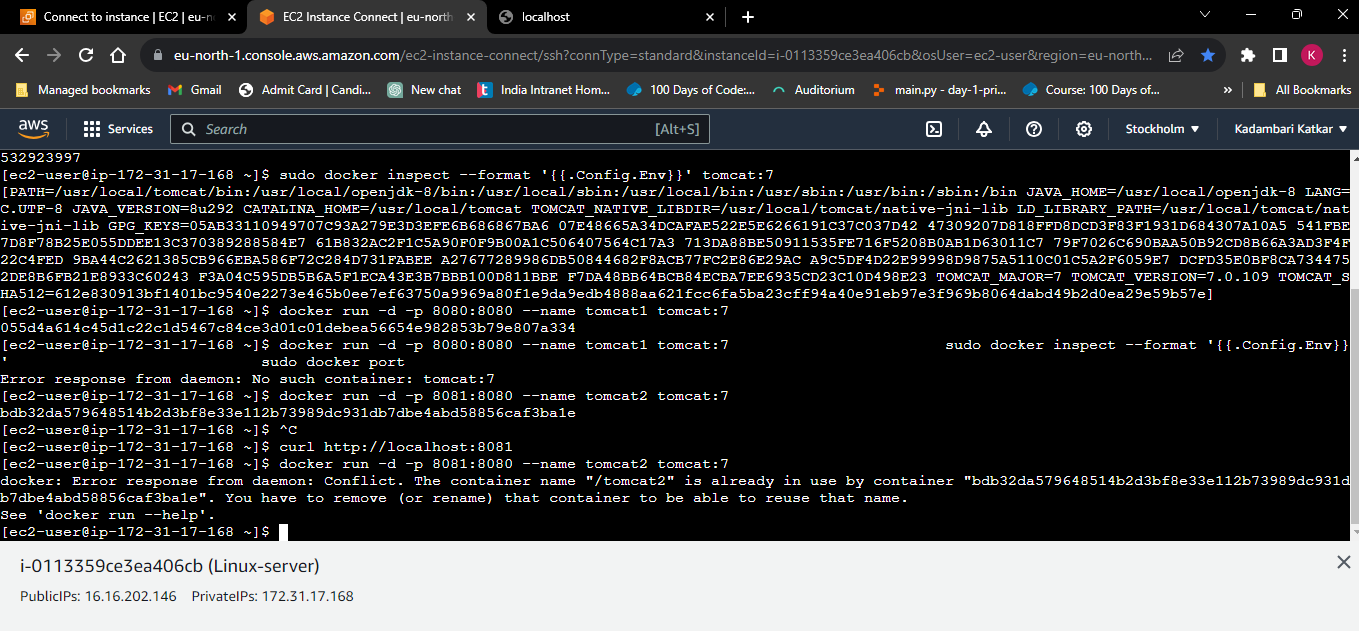 Connect to instance | EC2 | eu-n
EC2 Instance Connect | eu-north
localhost
eu-north-1.console.aws.amazon.com/ec2-instance-connect/ssh?connType=standard&instanceId=i-0113359ce3ea406cb&osUser=ec2-user&region=eu-north...
K
Managed bookmarks
Gmail
Admit Card | Candi...
New chat
India Intranet Hom...
100 Days of Code:...
Auditorium
main.py - day-1-pri...
Course: 100 Days of...
»
All Bookmarks
aws
Services
Search
[Alt+S]
Stockholm
Kadambari Katkar
532923997
[ec2-user@ip-172-31-17-168 ~]$ sudo docker inspect --format '{{.Config.Env}}' tomcat:7
[PATH=/usr/local/tomcat/bin:/usr/local/openjdk-8/bin:/usr/local/sbin:/usr/local/bin:/usr/sbin:/usr/bin:/sbin:/bin JAVA_HOME=/usr/local/openjdk-8 LANG=
C.UTF-8 JAVA_VERSION=8u292 CATALINA_HOME=/usr/local/tomcat TOMCAT_NATIVE_LIBDIR=/usr/local/tomcat/native-jni-lib LD_LIBRARY_PATH=/usr/local/tomcat/nat
ive-jni-lib GPG_KEYS=05AB33110949707C93A279E3D3EFE6B686867BA6 07E48665A34DCAFAE522E5E6266191C37C037D42 47309207D818FFD8DCD3F83F1931D684307A10A5 541FBE
7D8F78B25E055DDEE13C370389288584E7 61B832AC2F1C5A90F0F9B00A1C506407564C17A3 713DA88BE50911535FE716F5208B0AB1D63011C7 79F7026C690BAA50B92CD8B66A3AD3F4F
22C4FED 9BA44C2621385CB966EBA586F72C284D731FABEE A27677289986DB50844682F8ACB77FC2E86E29AC A9C5DF4D22E99998D9875A5110C01C5A2F6059E7 DCFD35E0BF8CA734475
2DE8B6FB21E8933C60243 F3A04C595DB5B6A5F1ECA43E3B7BBB100D811BBE F7DA48BB64BCB84ECBA7EE6935CD23C10D498E23 TOMCAT_MAJOR=7 TOMCAT_VERSION=7.0.109 TOMCAT_S
HA512=612e830913bf1401bc9540e2273e465b0ee7ef63750a9969a80f1e9da9edb4888aa621fcc6fa5ba23cff94a40e91eb97e3f969b8064dabd49b2d0ea29e59b57e]
[ec2-user@ip-172-31-17-168 ~]$ docker run -d -p 8080:8080 --name tomcat1 tomcat:7
055d4a614c45d1c22c1d5467c84ce3d01c01debea56654e982853b79e807a334
[ec2-user@ip-172-31-17-168 ~]$ docker run -d -p 8080:8080 --name tomcat1 tomcat:7 sudo docker inspect --format '{{.Config.Env}}
' sudo docker port
Error response from daemon: No such container: tomcat:7
[ec2-user@ip-172-31-17-168 ~]$ docker run -d -p 8081:8080 --name tomcat2 tomcat:7
bdb32da579648514b2d3bf8e33e112b73989dc931db7dbe4abd58856caf3ba1e
[ec2-user@ip-172-31-17-168 ~]$ ^C
[ec2-user@ip-172-31-17-168 ~]$ curl http://localhost:8081
[ec2-user@ip-172-31-17-168 ~]$ docker run -d -p 8081:8080 --name tomcat2 tomcat:7
docker: Error response from daemon: Conflict. The container name "/tomcat2" is already in use by container "bdb32da579648514b2d3bf8e33e112b73989dc931d
b7dbe4abd58856caf3ba1e". You have to remove (or rename) that container to be able to reuse that name.
See 'docker run --help'.
[ec2-user@ip-172-31-17-168 ~]$
i-0113359ce3ea406cb (Linux-server)
PublicIPs: 16.16.202.146 PrivateIPs: 172.31.17.168